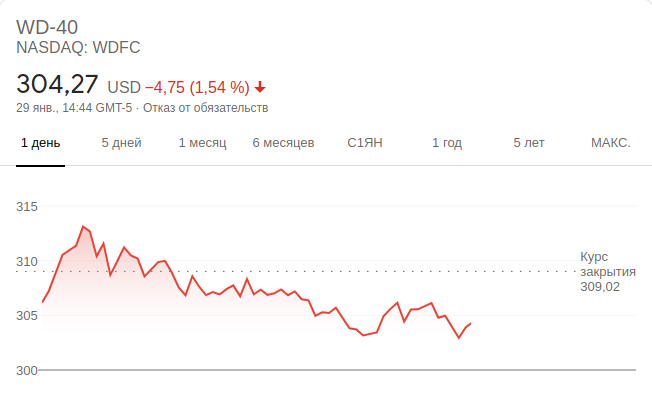 WD-40
NASDAQ: WDFC
304,27 USD −4,75 (1,54 %)
29 янв., 14:44 GMT-5 · Отказ от обязательств
1 день 5 дней 1 месяц 6 месяцев С1ЯН 1 год 5 лет МАКС.
315
310
305
300
Курс
закрытия
309,02